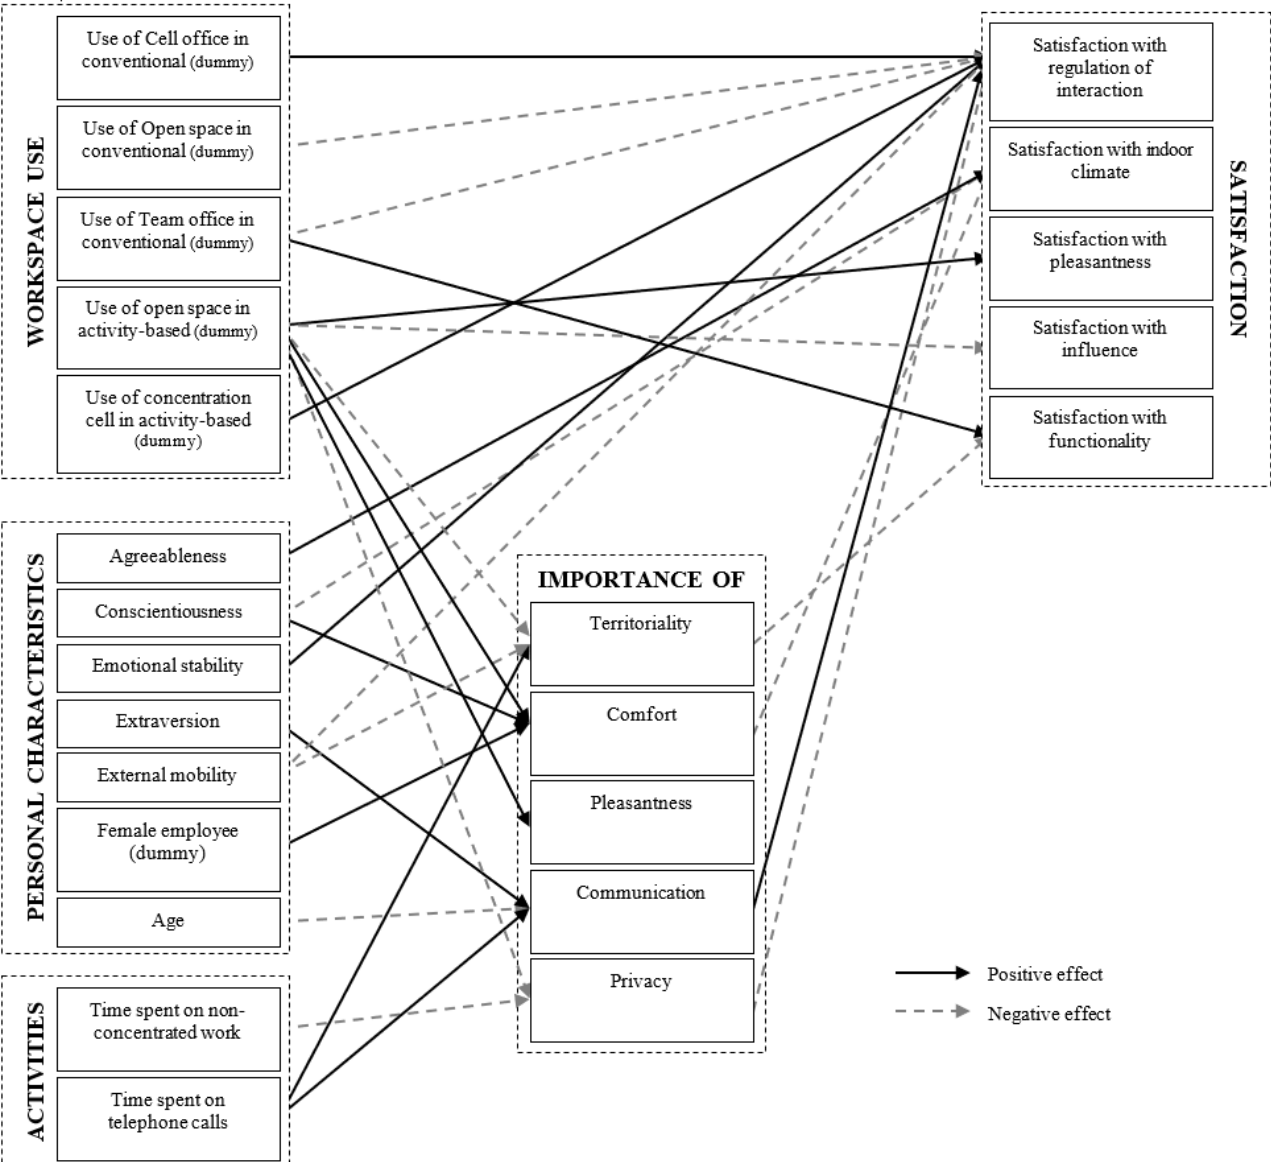 WORKSPACE USE
Use of Cell office in
conventional (dummy)
Use of Open space in
conventional (dummy)
Use of Team office in
conventional (dummy)
Use of open space in
activity-based (dummy)
Use of concentration
cell in activity-based
(dummy)
PERSONAL CHARACTERISTICS
Agreeableness
Conscientiousness
Emotional stability
Extraversion
External mobility
Female employee
(dummy)
Age
ACTIVITIES
Time spent on non-
concentrated work
Time spent on
telephone calls
IMPORTANCE OF
Territoriality
Comfort
Pleasantness
Communication
Privacy
SATISFACTION
Satisfaction with
regulation of
interaction
Satisfaction with indoor
climate
Satisfaction with
pleasantness
Satisfaction with
influence
Satisfaction with
functionality
Positive effect
Negative effect